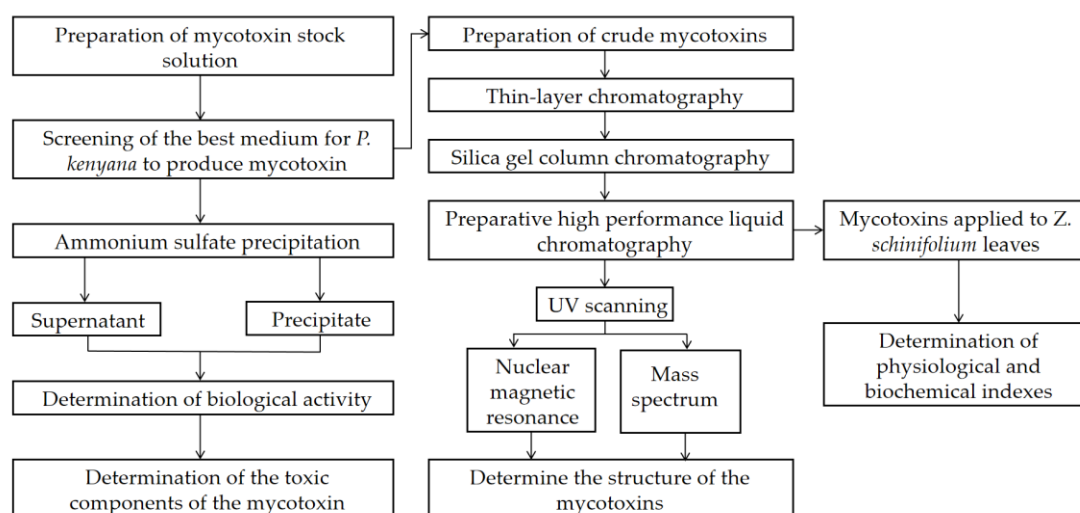 Preparation of mycotoxin stock
solution
Screening of the best medium for P.
kenyana to produce mycotoxin
Ammonium sulfate precipitation
Supernatant
Precipitate
Determination of biological activity
Determination of the toxic
components of the mycotoxin
Preparation of crude mycotoxins
Thin-layer chromatography
Silica gel column chromatography
Preparative high performance liquid
chromatography
UV scanning
Nuclear
magnetic
resonance
Mass
spectrum
Determine the structure of the
mycotoxins
Mycotoxins applied to Z.
schinifolium leaves
Determination of
physiological and
biochemical indexes